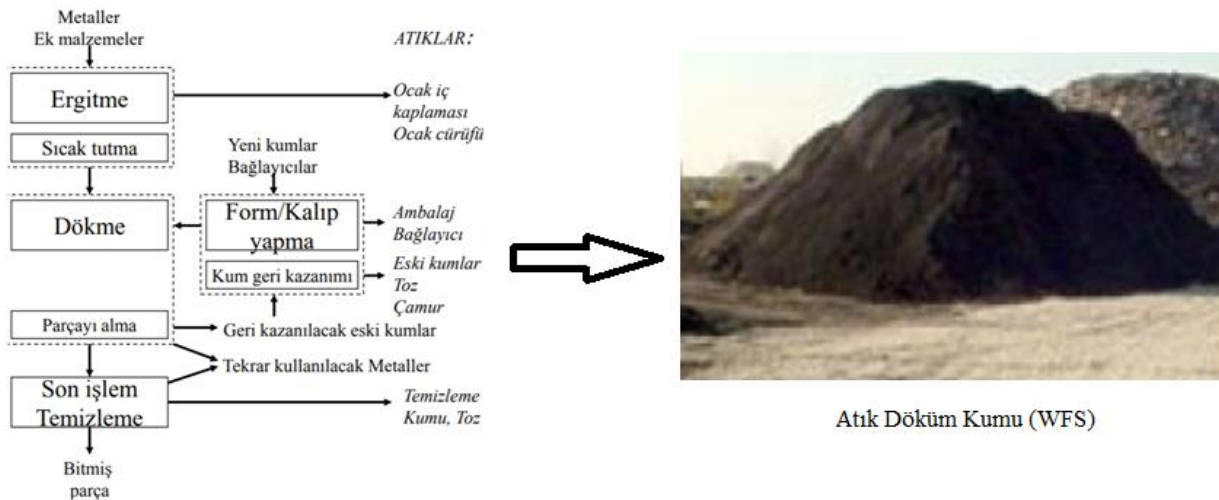 Metaller
Ek malzemeler
ATIKLAR:
Ergitme
Ocak iç
kaplaması
Ocak cürüfü
Sıcak tutma
Yeni kumlar
Bağlayıcılar
Dökme
Form/Kalıp
yapma
Ambalaj
Bağlayıcı
Kum geri kazanımı
Eski kumlar
Toz
Çamur
Parçayı alma
Geri kazanılacak eski kumlar
Tekrar kullanılacak Metaller
Son işlem
Temizleme
Temizleme
Kumu, Toz
Bitmiş
parça
Atık Döküm Kumu (WFS)